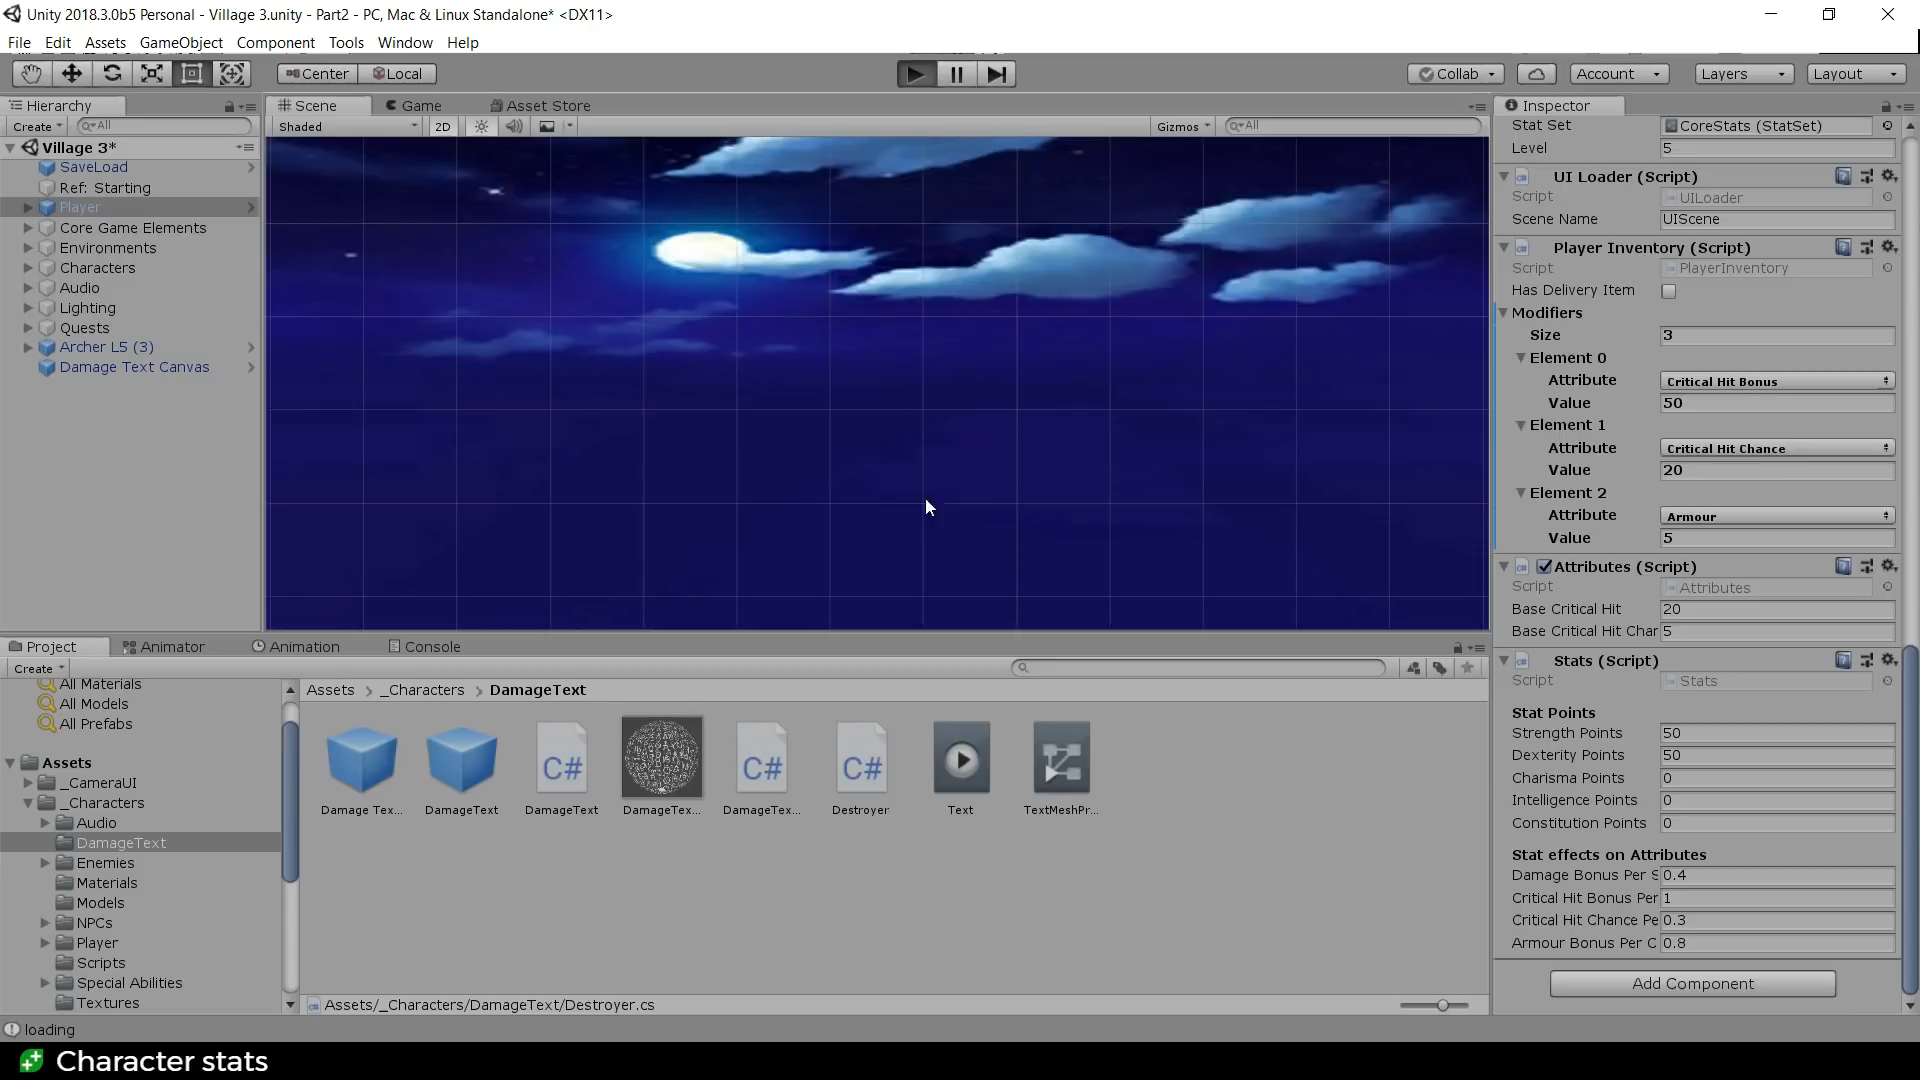 Unity 2018.3.0b5 Personal - Village 3.unity - Part2 - PC, Mac & Linux Standalone* <DX11>
File Edit Assets GameObject Component Tools Window Help
Center Local Collab Account Layers Layout
Hierarchy
Create All
Village 3*
SaveLoad
Ref: Starting
Player
Core Game Elements
Environments
Characters
Audio
Lighting
Quests
Archer L5 (3)
Damage Text Canvas
Scene Game Asset Store
Shaded 2D Gizmos All
Inspector
Stat Set CoreStats (StatSet)
Level 5
UI Loader (Script)
Script UILoader
Scene Name UIScene
Player Inventory (Script)
Script PlayerInventory
Has Delivery Item
Modifiers
Size 3
Element 0
Attribute Critical Hit Bonus
Value 50
Element 1
Attribute Critical Hit Chance
Value 20
Element 2
Attribute Armour
Value 5
Attributes (Script)
Script Attributes
Base Critical Hit 20
Base Critical Hit Char 5
Stats (Script)
Script Stats
Stat Points
Strength Points 50
Dexterity Points 50
Charisma Points 0
Intelligence Points 0
Constitution Points 0
Stat effects on Attributes
Damage Bonus Per S 0.4
Critical Hit Bonus Per 1
Critical Hit Chance Pe 0.3
Armour Bonus Per C 0.8
Add Component
Project Animator Animation Console
Create
All Materials
All Models
All Prefabs
Assets
_CameraUI
_Characters
Audio
DamageText
Enemies
Materials
Models
NPCs
Player
Scripts
Special Abilities
Textures
Assets > _Characters > DamageText
C# C# C#
Damage Tex... DamageText DamageText DamageTex... DamageTex... Destroyer Text TextMeshPr...
Assets/_Characters/DamageText/Destroyer.cs
loading
Character stats